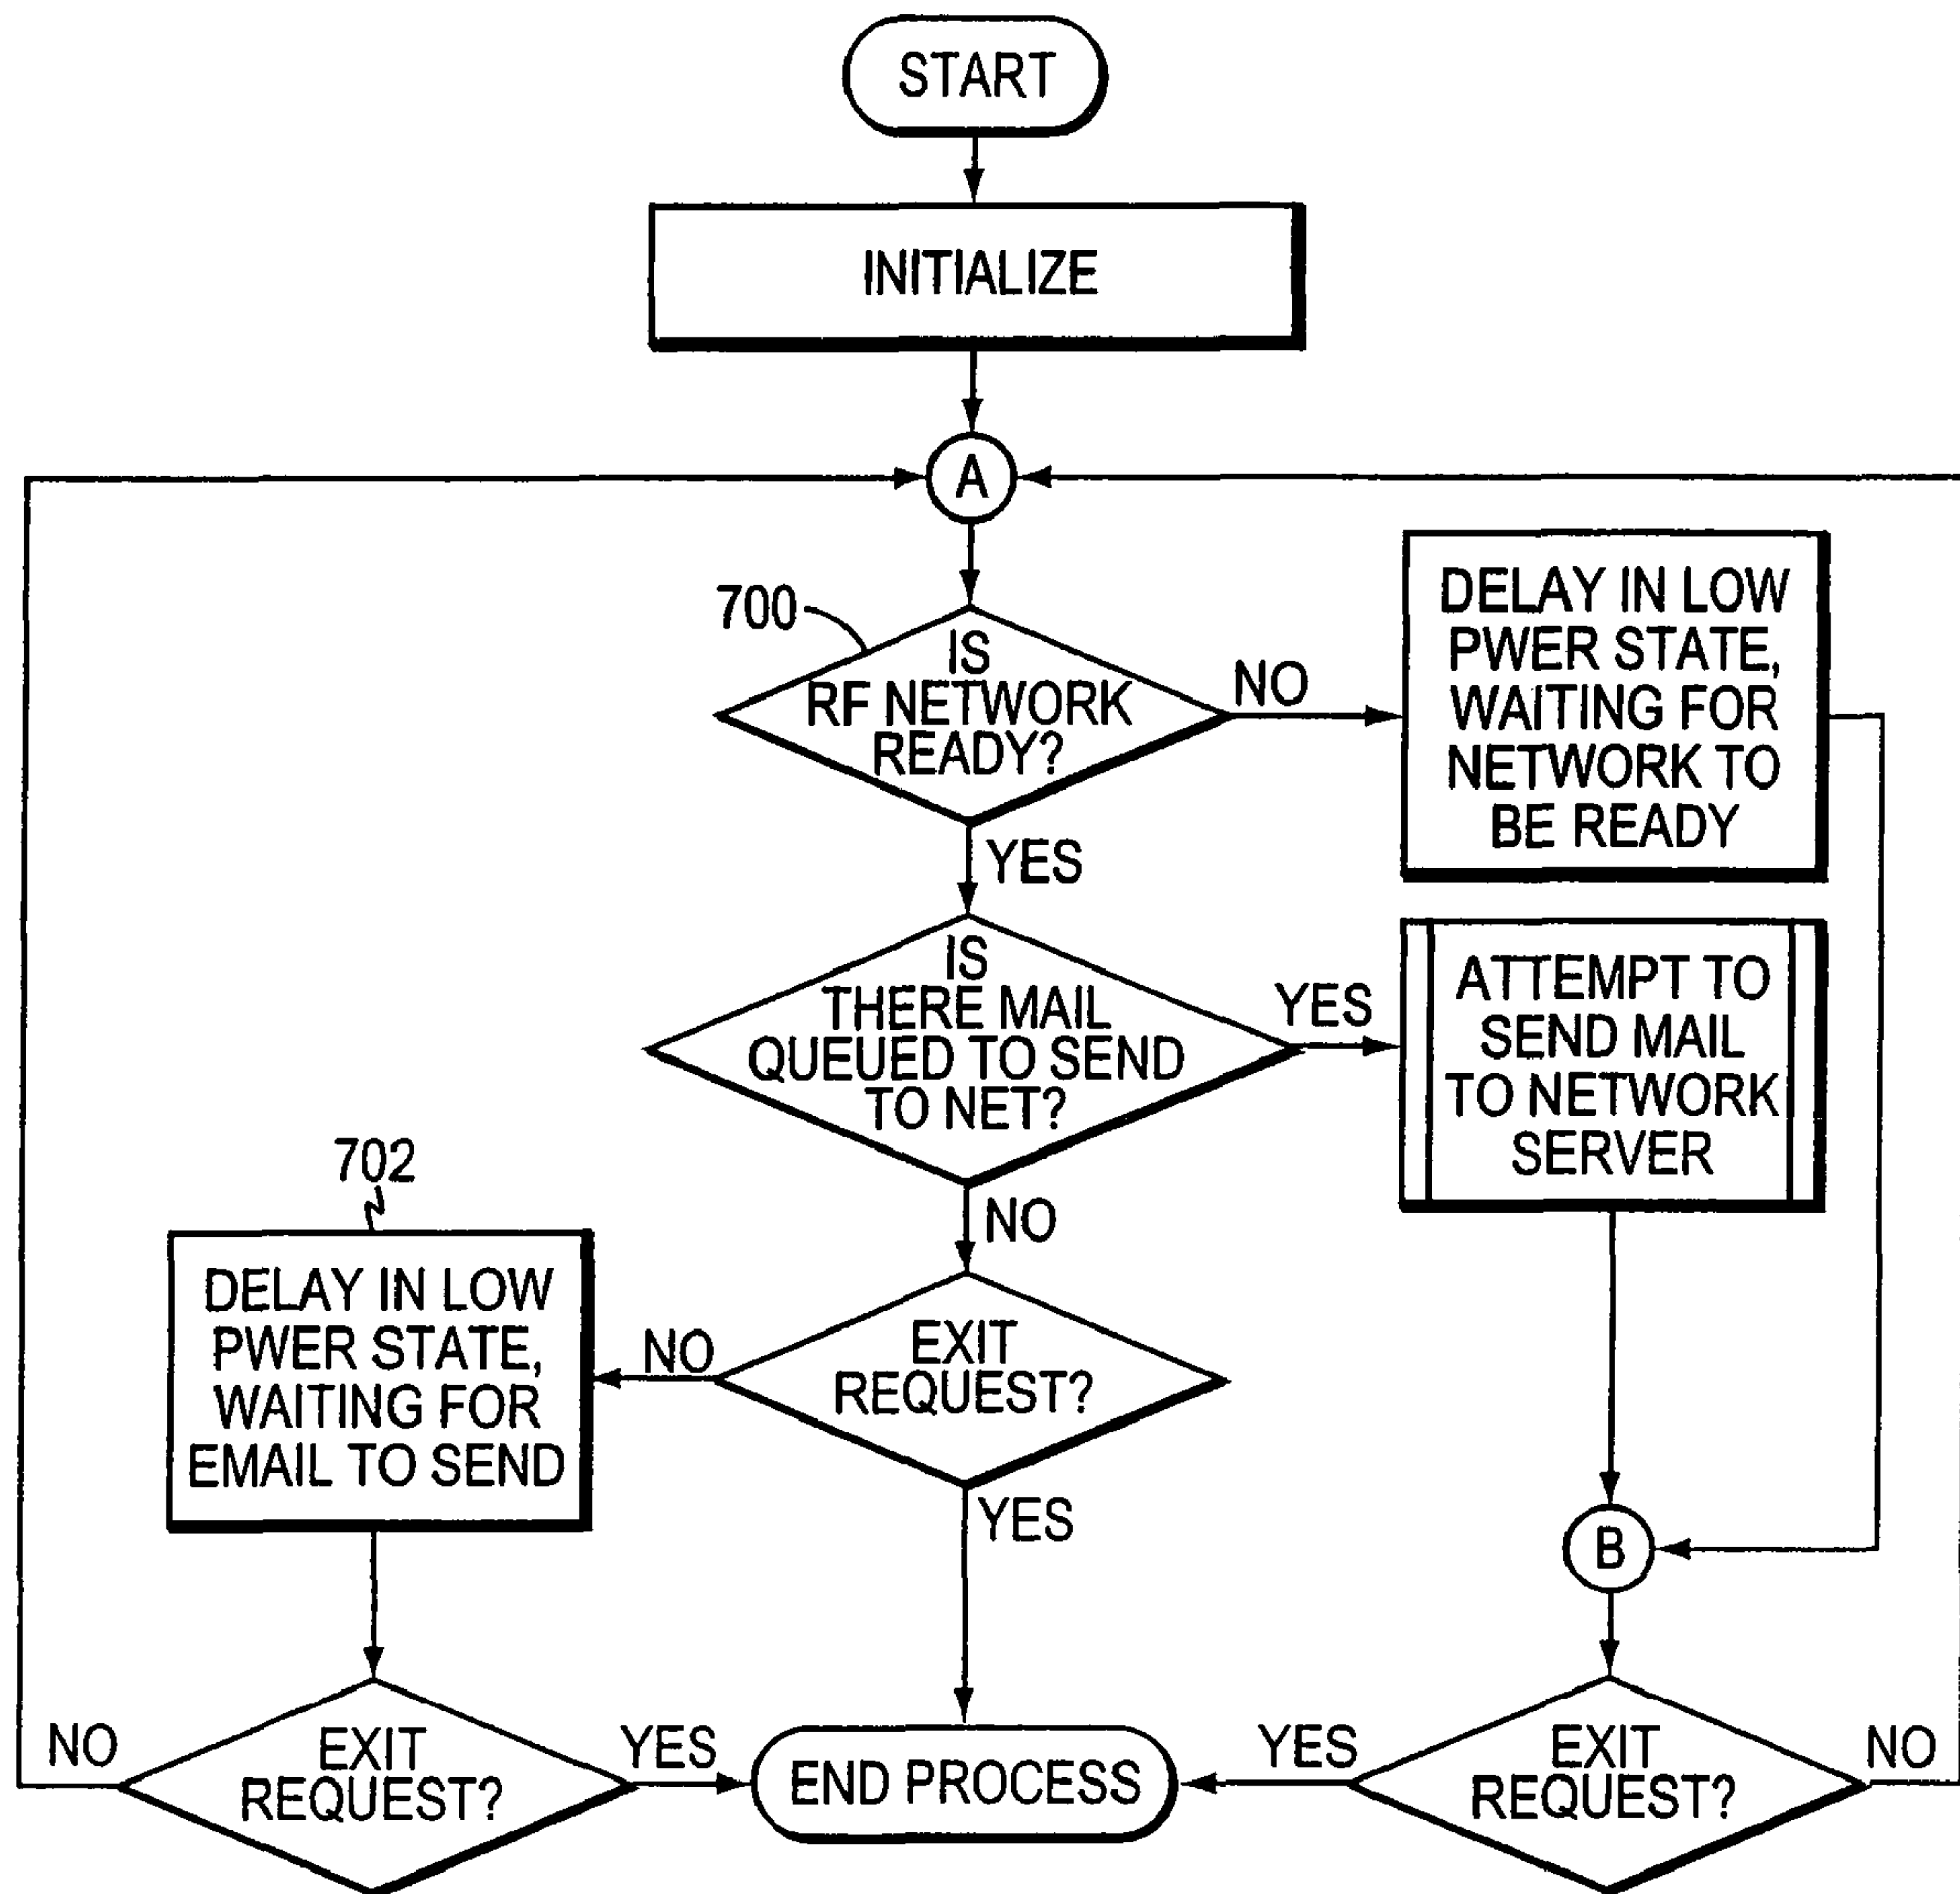 START
INITIALIZE
A
700
IS
RF NETWORK
READY?
NO
DELAY IN LOW
PWER STATE,
WAITING FOR
NETWORK TO
BE READY
YES
IS
THERE MAIL
QUEUED TO SEND
TO NET?
YES
ATTEMPT TO
SEND MAIL
TO NETWORK
SERVER
NO
702
DELAY IN LOW
PWER STATE,
WAITING FOR
EMAIL TO SEND
NO
EXIT
REQUEST?
YES
B
NO
EXIT
REQUEST?
YES
END PROCESS
YES
EXIT
REQUEST?
NO